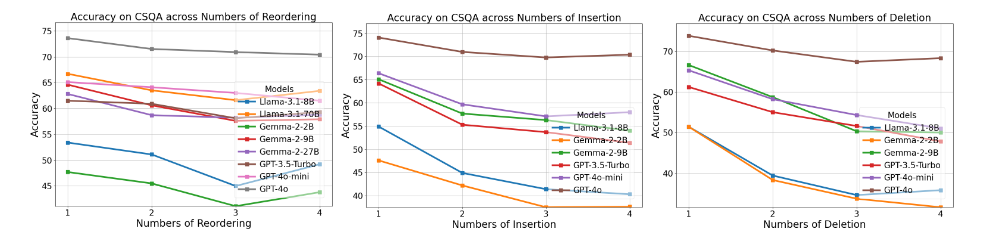 Accuracy on CSQA across Numbers of Reordering
75
70
65
60
55
50
45
Accuracy
Models
Llama-3.1-8B
Llama-3.1-70B
Gemma-2-2B
Gemma-2-9B
Gemma-2-27B
GPT-3.5-Turbo
GPT-4o-mini
GPT-4o
1 2 3 4
Numbers of Reordering
Accuracy on CSQA across Numbers of Insertion
75
70
65
60
55
50
45
40
Accuracy
Models
Llama-3.1-8B
Gemma-2-2B
Gemma-2-9B
GPT-3.5-Turbo
GPT-4o-mini
GPT-4o
1 2 3 4
Numbers of Insertion
Accuracy on CSQA across Numbers of Deletion
70
60
50
40
Accuracy
Models
Llama-3.1-8B
Gemma-2-2B
Gemma-2-9B
GPT-3.5-Turbo
GPT-4o-mini
GPT-4o
1 2 3 4
Numbers of Deletion